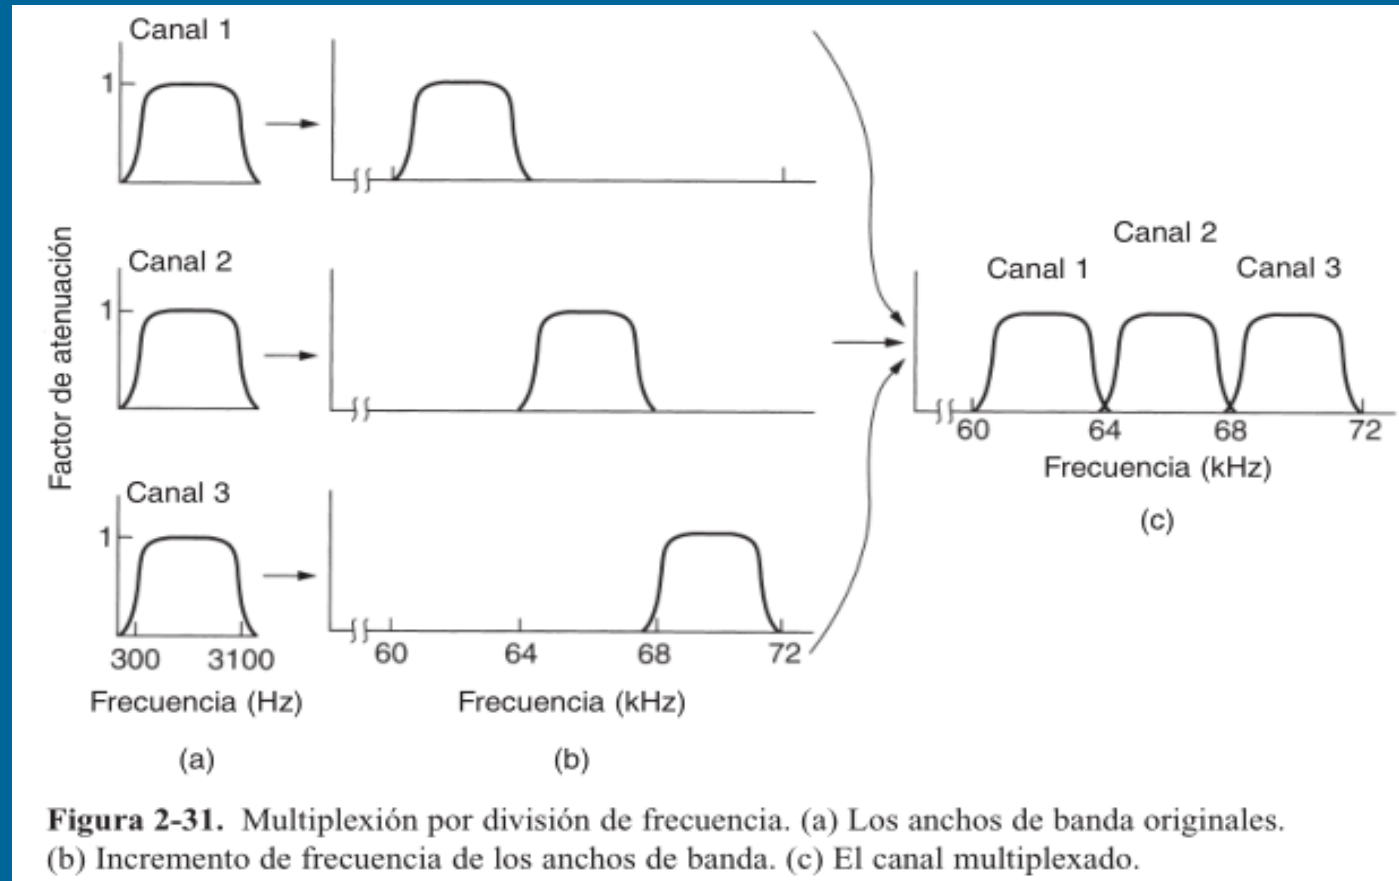 Canal 1
1
Canal 2
1
Canal 3
1
Factor de atenuación
300 3100
Frecuencia (Hz)
(a)
60 64 68 72
Frecuencia (kHz)
(b)
Canal 2
Canal 1 Canal 3
60 64 68 72
Frecuencia (kHz)
(c)
Figura 2-31. Multiplexión por división de frecuencia. (a) Los anchos de banda originales.
(b) Incremento de frecuencia de los anchos de banda. (c) El canal multiplexado.